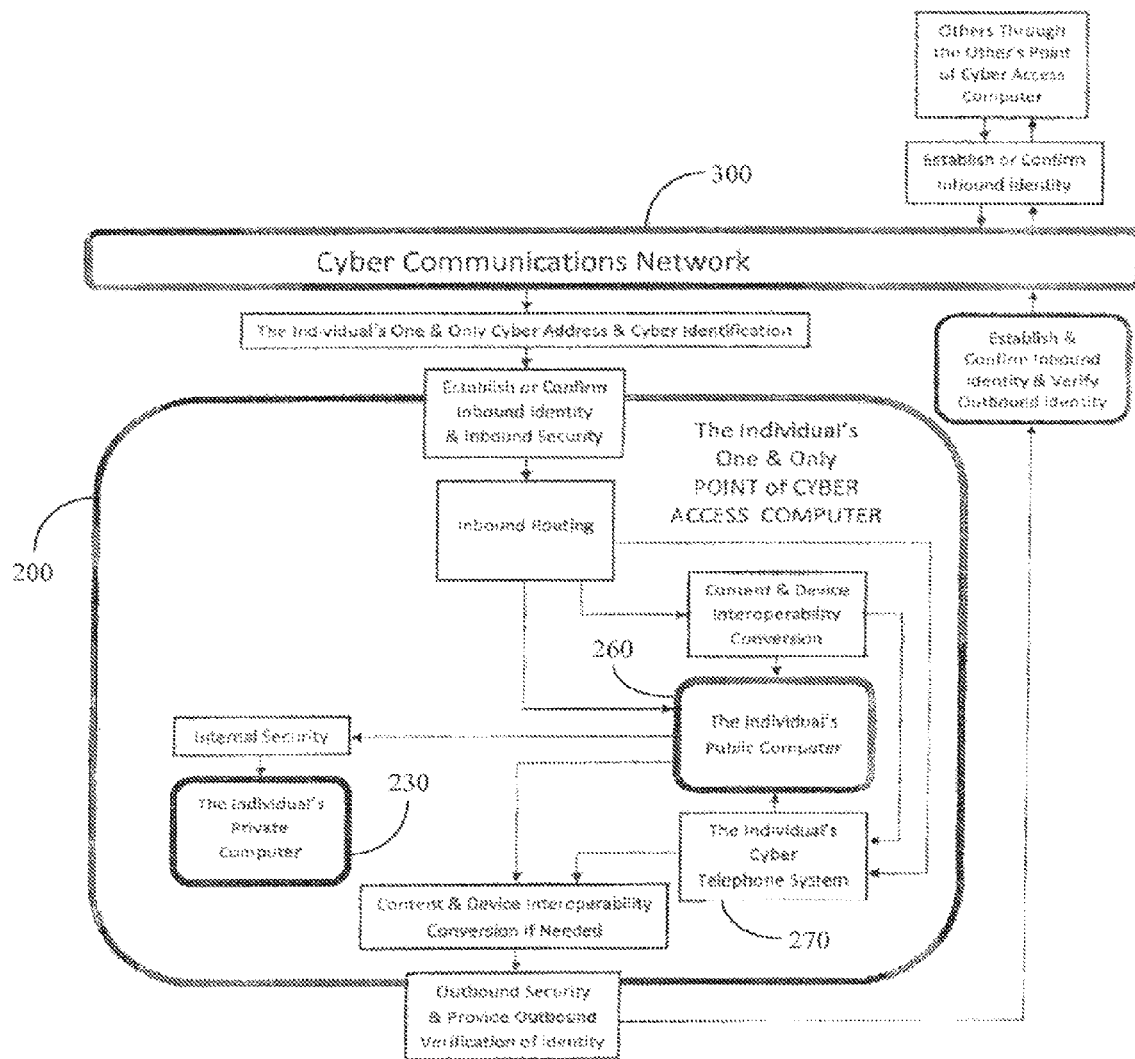 Others Through
the Other's Point
of Cyber Access
Computer
Establish or Confirm
Inbound Identity
300
Cyber Communications Network
The Individual's One & Only Cyber Address & Cyber Identification
Establish &
Confirm Inbound
Identity & Verify
Outbound Identity
Establish or Confirm
Inbound Identity
& Inbound Security
The Individual's
One & Only
POINT of CYBER
ACCESS COMPUTER
200
Inbound Routing
Content & Device
Interoperability
Conversion
260
The Individual's
Public Computer
Internal Security
230
The Individual's
Private
Computer
The Individual's
Cyber
Telephone System
270
Content & Device Interoperability
Conversion if Needed
Outbound Security
& Provide Outbound
Verification of Identity